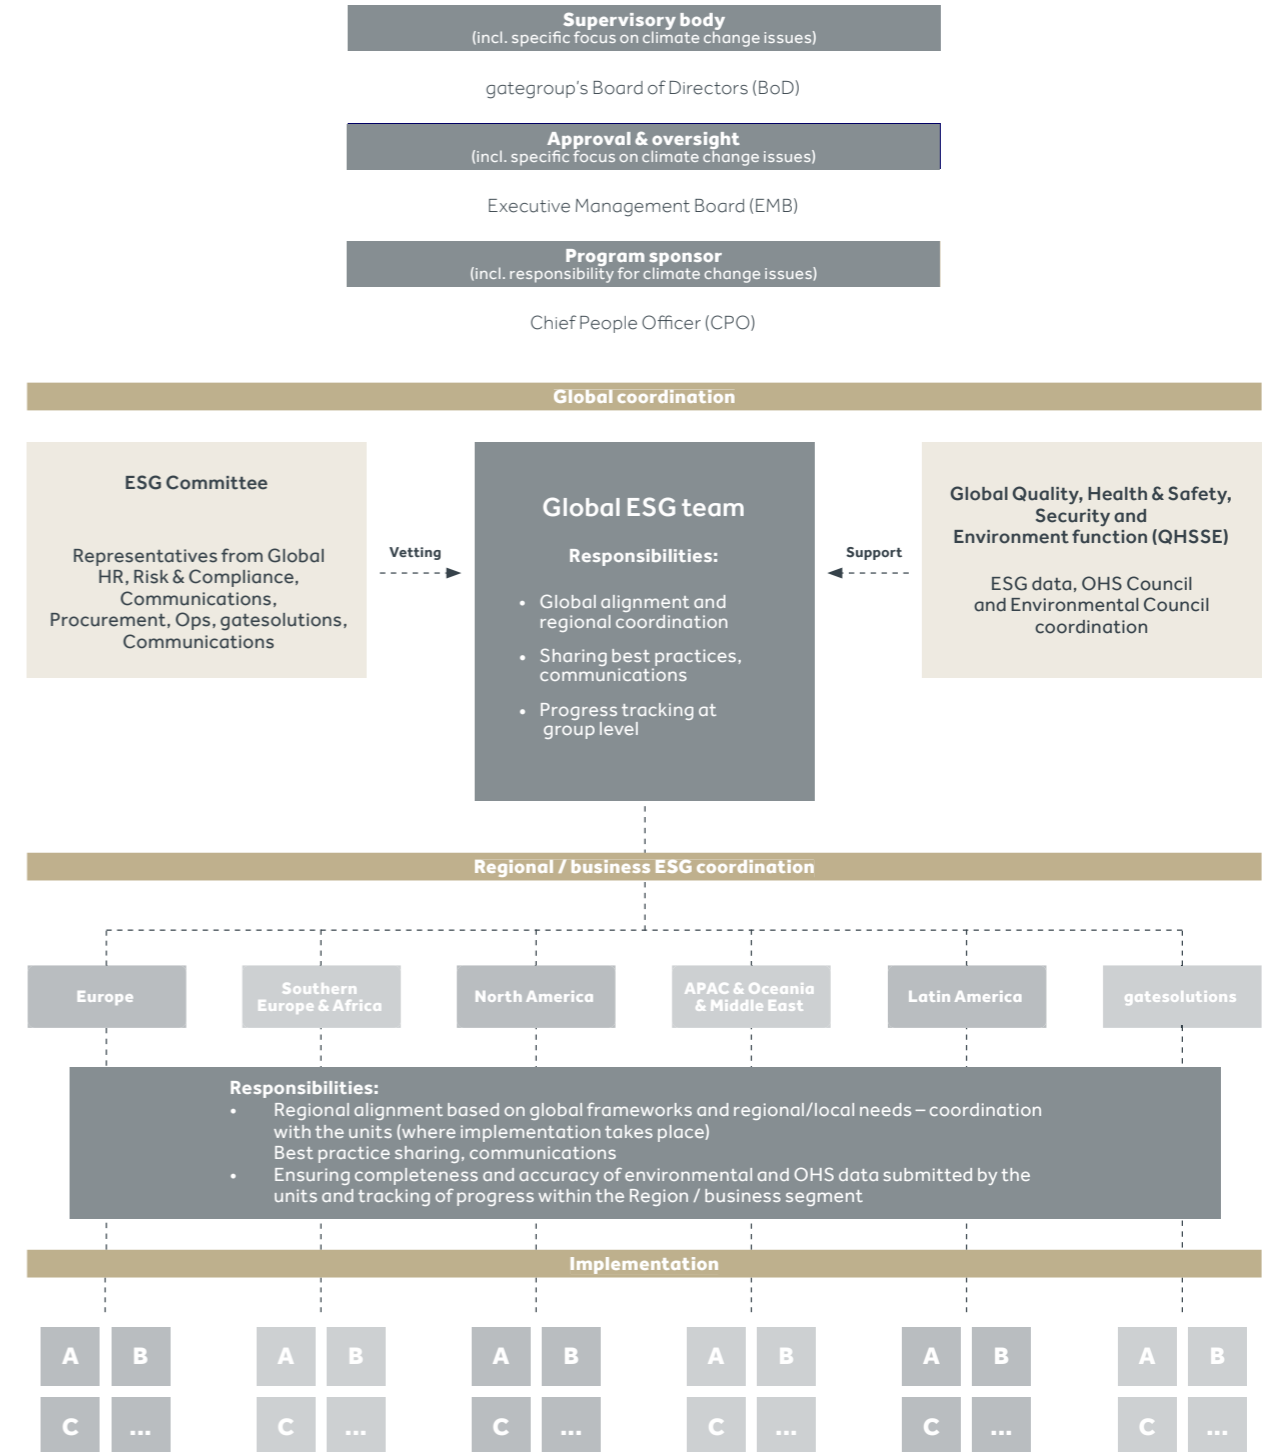 Supervisory body
(incl. specific focus on climate change issues)
gategroup's Board of Directors (BoD)
Approval & oversight
(incl. specific focus on climate change issues)
Executive Management Board (EMB)
Program sponsor
(incl. responsibility for climate change issues)
Chief People Officer (CPO)
Global coordination
ESG Committee
Representatives from Global
HR, Risk & Compliance,
Communications,
Procurement, Ops, gatesolutions,
Communications
Vetting
Global ESG team
Responsibilities:
• Global alignment and
regional coordination
• Sharing best practices,
communications
• Progress tracking at
group level
Support
Global Quality, Health & Safety,
Security and
Environment function (QHSSE)
ESG data, OHS Council
and Environmental Council
coordination
Regional / business ESG coordination
Europe
Southern
Europe & Africa
North America
APAC & Oceania
& Middle East
Latin America
gatesolutions
Responsibilities:
• Regional alignment based on global frameworks and regional/local needs – coordination
with the units (where implementation takes place)
Best practice sharing, communications
• Ensuring completeness and accuracy of environmental and OHS data submitted by the
units and tracking of progress within the Region / business segment
Implementation
A B A B A B A B A B A B
C ... C ... C ... C ... C ... C ...